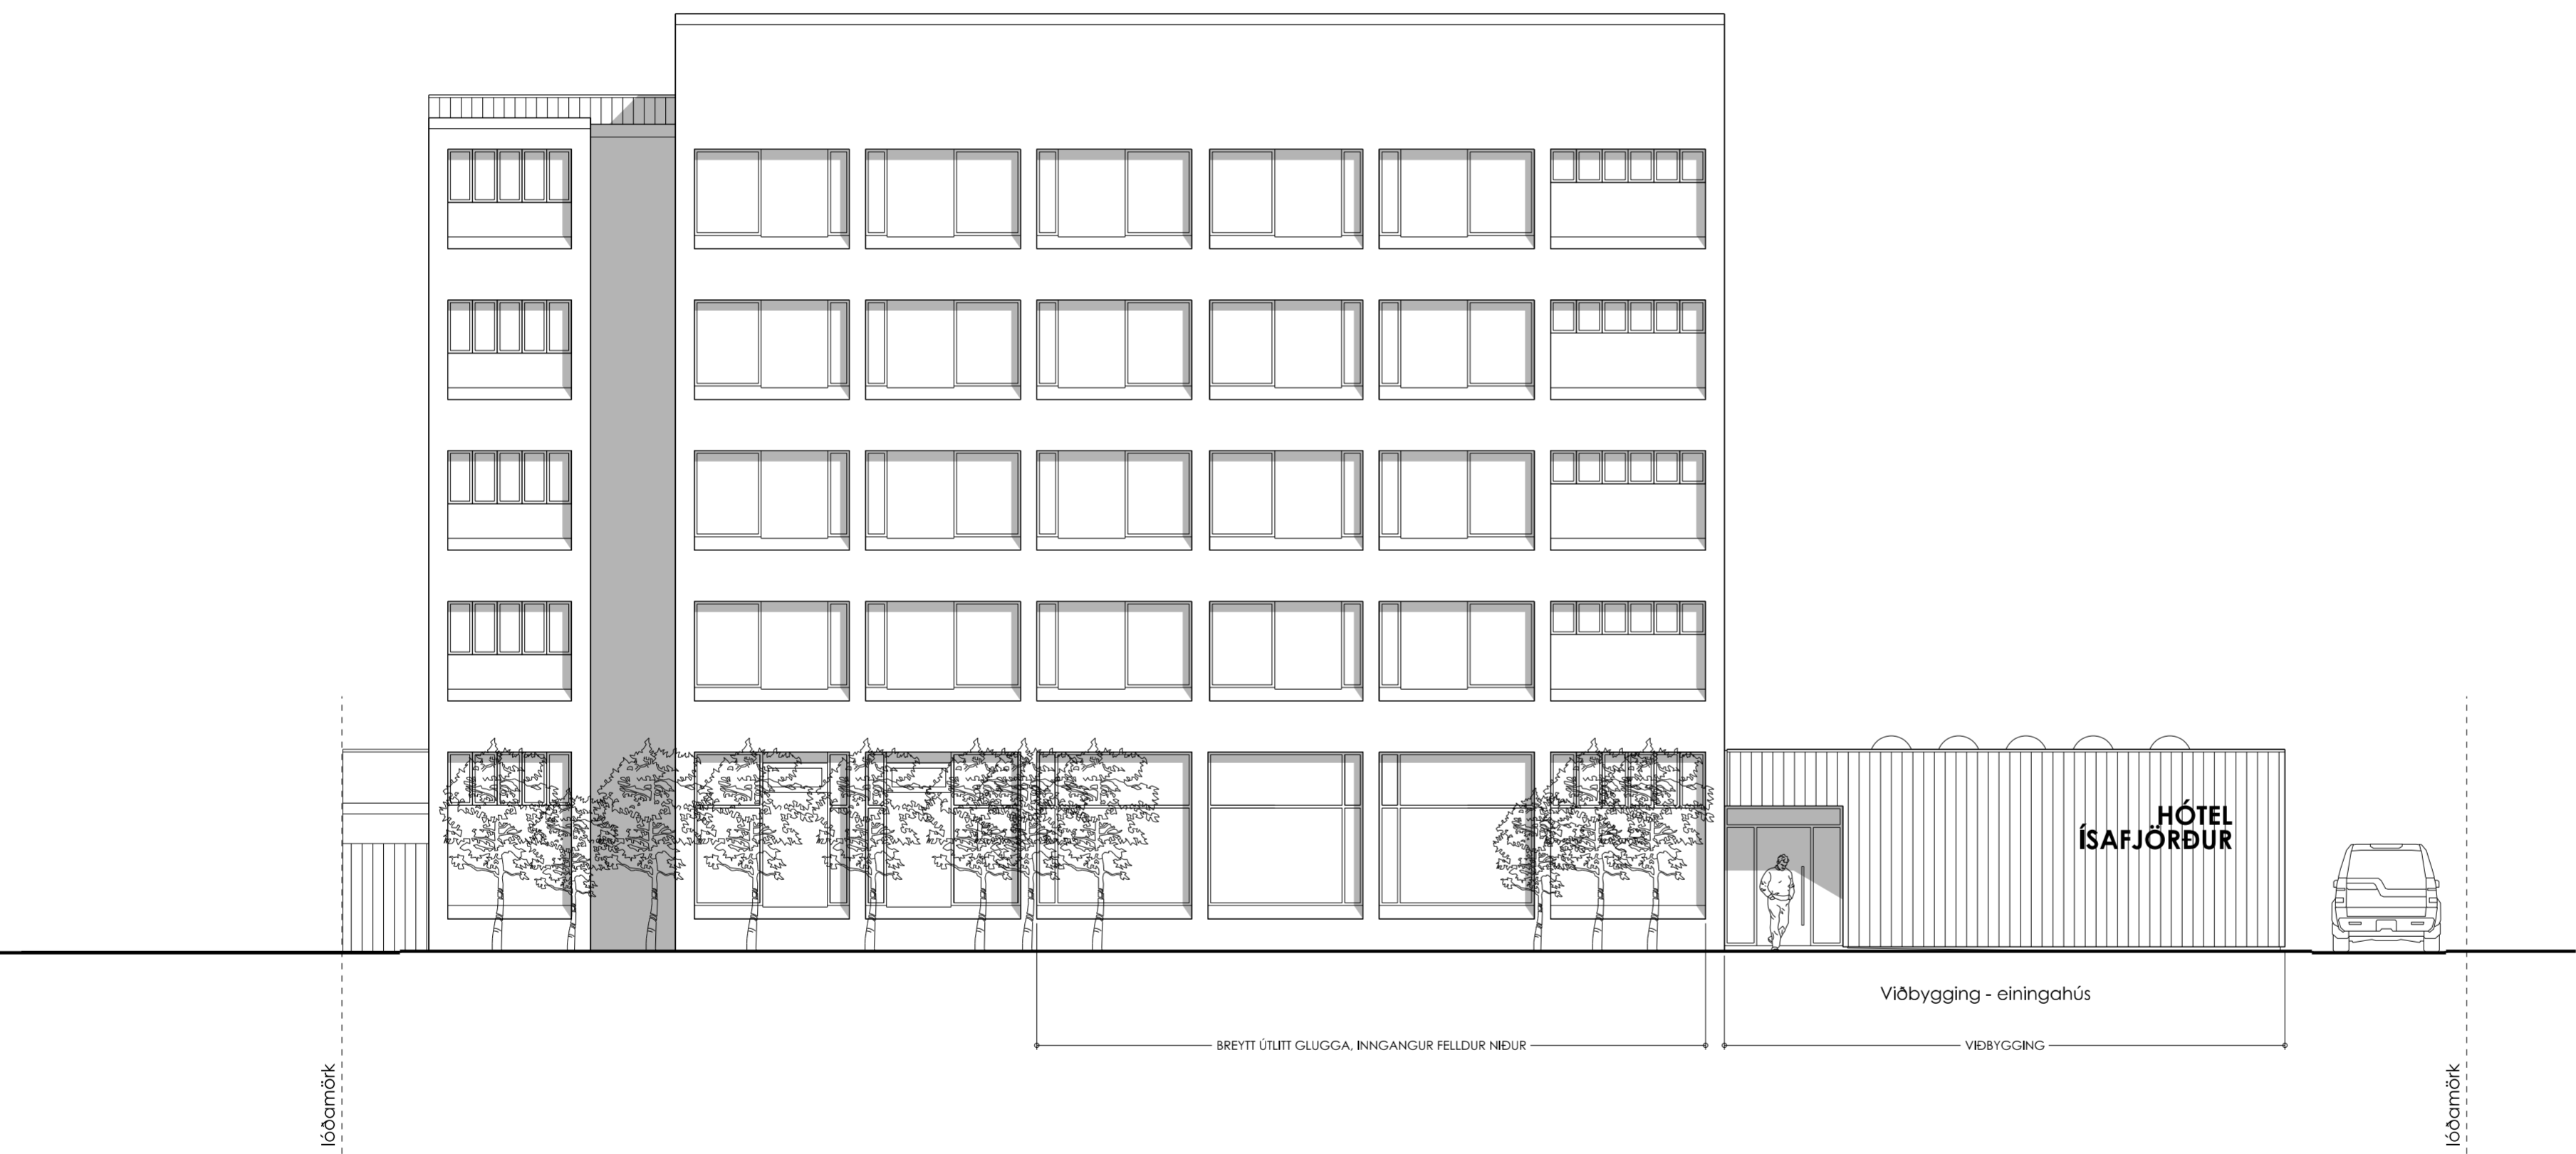 HÓTEL
ÍSAFJÖRÐUR
Viðbygging - einingahús
BREYTT ÚTLITT GLUGGA, INNGANGUR FELLDUR NIÐUR
VIÐBYGGING
lóðamörk
lóðamörk